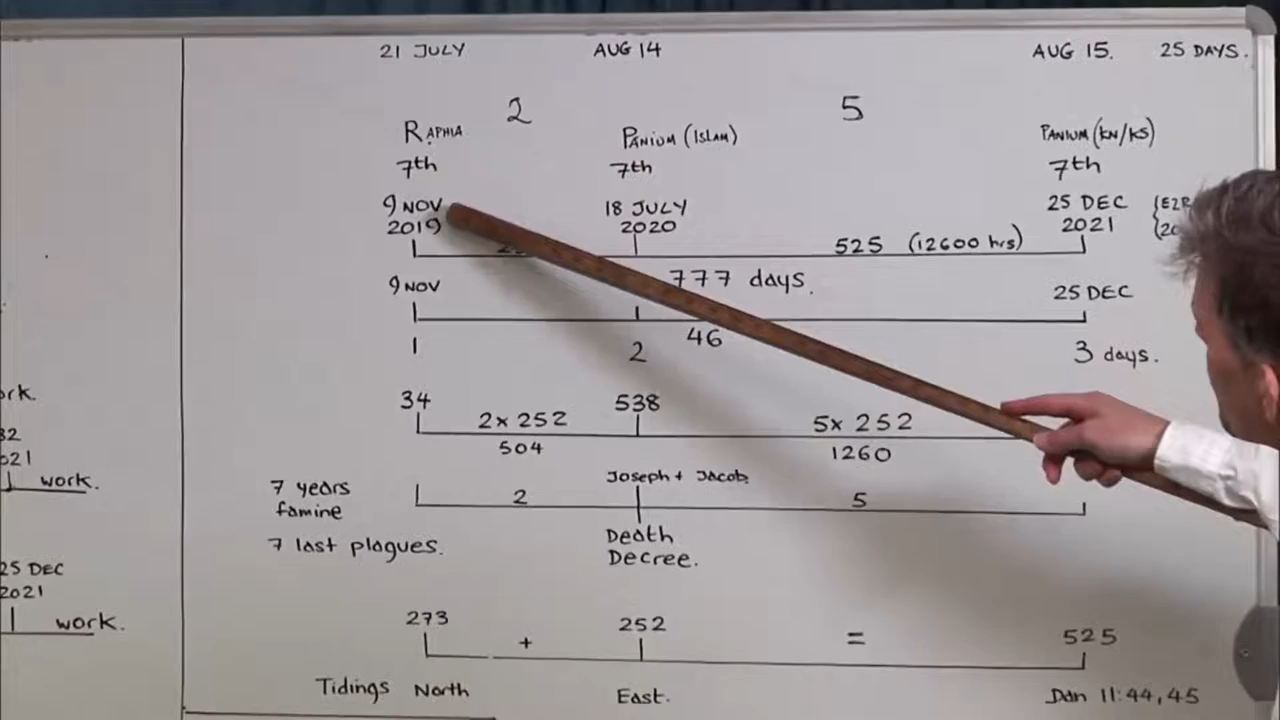 21 JULY AUG 14 AUG 15. 25 DAYS.
2 5
RAPHIA PANIUM (ISLAM) PANIUM (KN/KS)
7th 7th 7th
9 NOV 18 JULY 25 DEC
2019 2020 2021
525 (12600 hrs)
777 days.
9 NOV 25 DEC
46
1 2 3 days.
34 538
2 x 252 5 x 252
504 1260
ork.
021 work.
Joseph + Jacob.
7 years 2 5
famine
Death
Decree.
7 last plagues.
25 DEC
2021
work.
273 + 252 = 525
Tidings North East. Dan 11:44,45